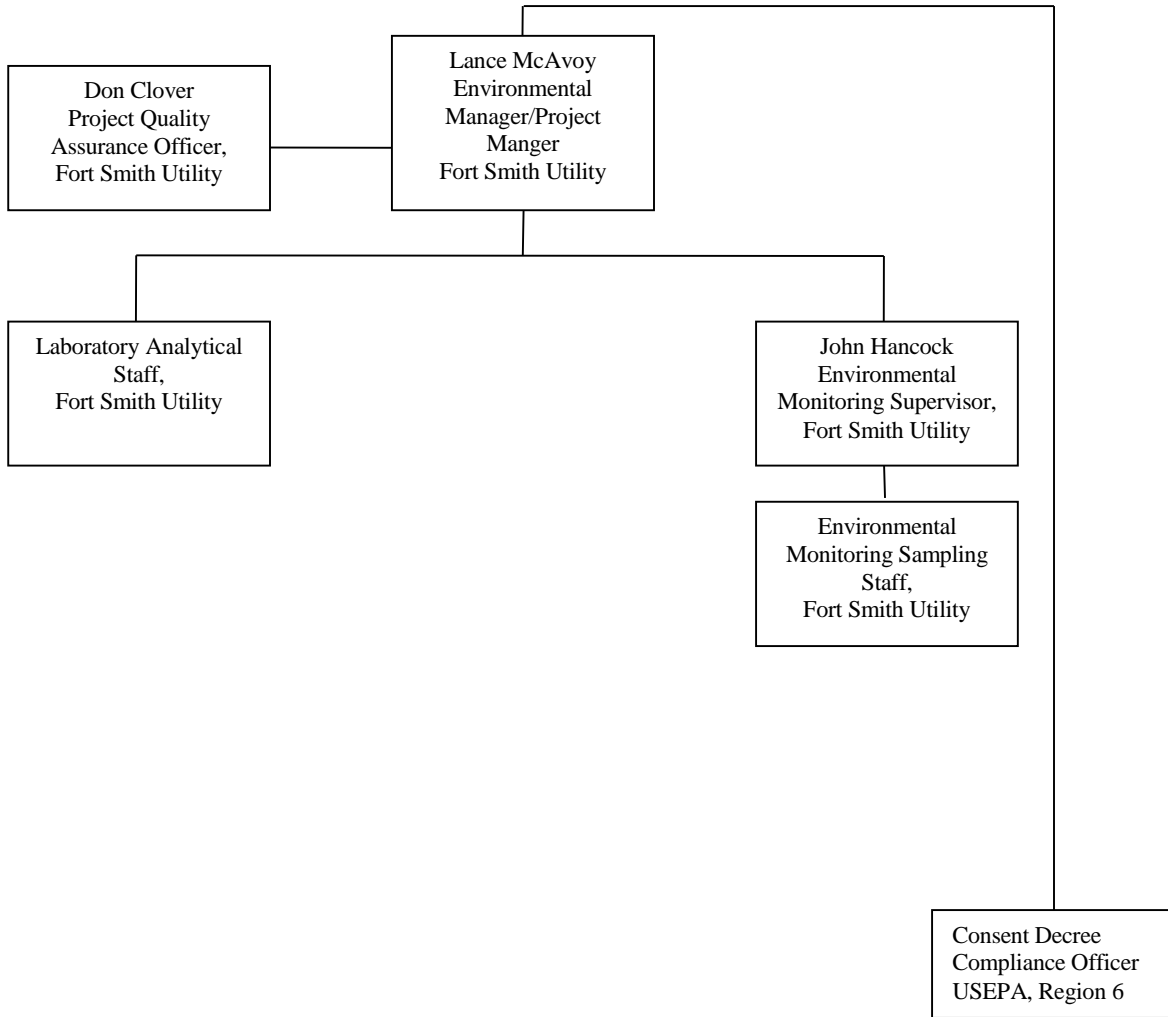 Lance McAvoy
Environmental
Manager/Project
Manger
Fort Smith Utility
Don Clover
Project Quality
Assurance Officer,
Fort Smith Utility
Laboratory Analytical
Staff,
Fort Smith Utility
John Hancock
Environmental
Monitoring Supervisor,
Fort Smith Utility
Environmental
Monitoring Sampling
Staff,
Fort Smith Utility
Consent Decree
Compliance Officer
USEPA, Region 6